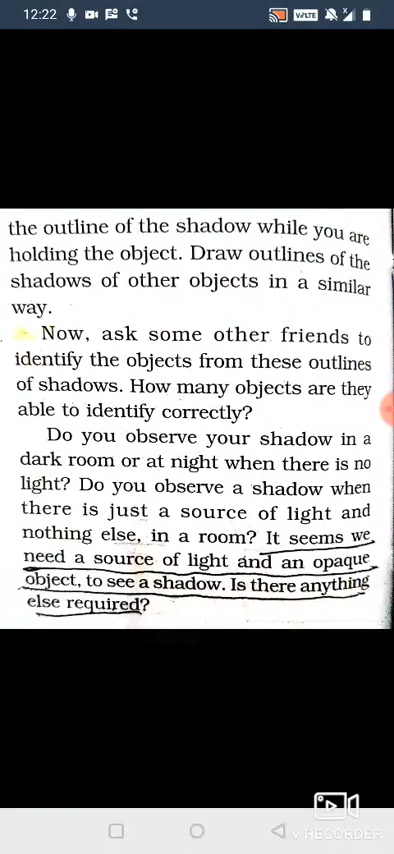 12:22
VoLTE
the outline of the shadow while you are
holding the object. Draw outlines of the
shadows of other objects in a similar
way.
Now, ask some other friends to
identify the objects from these outlines
of shadows. How many objects are they
able to identify correctly?
Do you observe your shadow in a
dark room or at night when there is no
light? Do you observe a shadow when
there is just a source of light and
nothing else, in a room? It seems we
need a source of light and an opaque
object, to see a shadow. Is there anything
else required?
V RECORDER